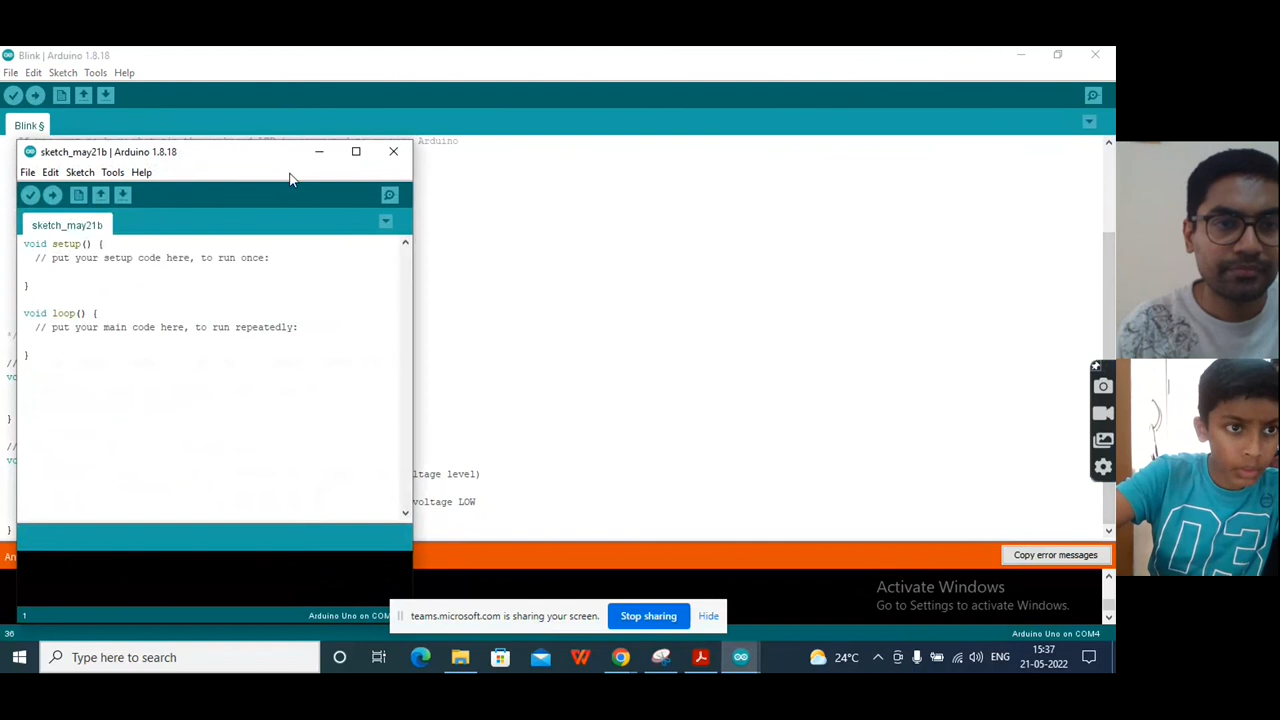 Blink | Arduino 1.8.18
File Edit Sketch Tools Help
Blink §
Arduino
sketch_may21b | Arduino 1.8.18
File Edit Sketch Tools Help
sketch_may21b
void setup() {
// put your setup code here, to run once:
}
void loop() {
// put your main code here, to run repeatedly:
}
*/
//
}
//
ltage level)
voltage LOW
}
An
Copy error messages
Activate Windows
Go to Settings to activate Windows.
03
1
Arduino Uno on COM
teams.microsoft.com is sharing your screen.
Stop sharing
Hide
36
Arduino Uno on COM4
Type here to search
24°C
ENG
15:37
21-05-2022